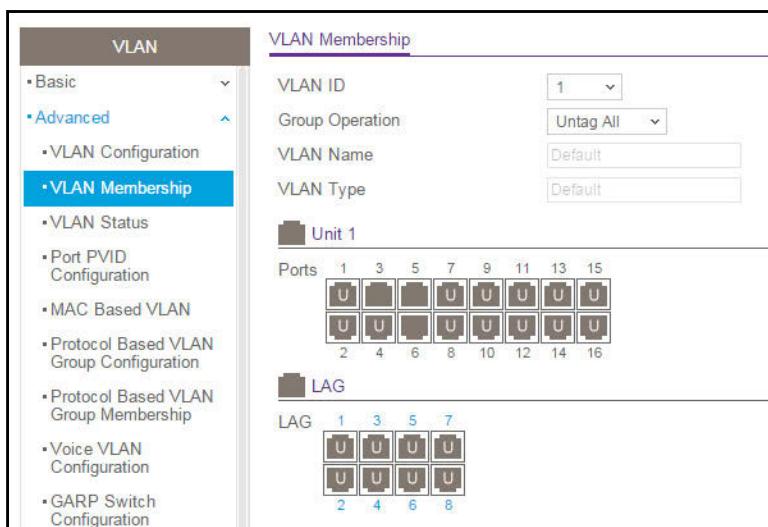 VLAN
Basic
Advanced
VLAN Configuration
VLAN Membership
VLAN Status
Port PVID
Configuration
MAC Based VLAN
Protocol Based VLAN
Group Configuration
Protocol Based VLAN
Group Membership
Voice VLAN
Configuration
GARP Switch
Configuration
VLAN Membership
VLAN ID 1
Group Operation Untag All
VLAN Name Default
VLAN Type Default
Unit 1
Ports 1 3 5 7 9 11 13 15
U U U U U U
U U U U U U U
2 4 6 8 10 12 14 16
LAG
LAG 1 3 5 7
U U U U
U U U U
2 4 6 8